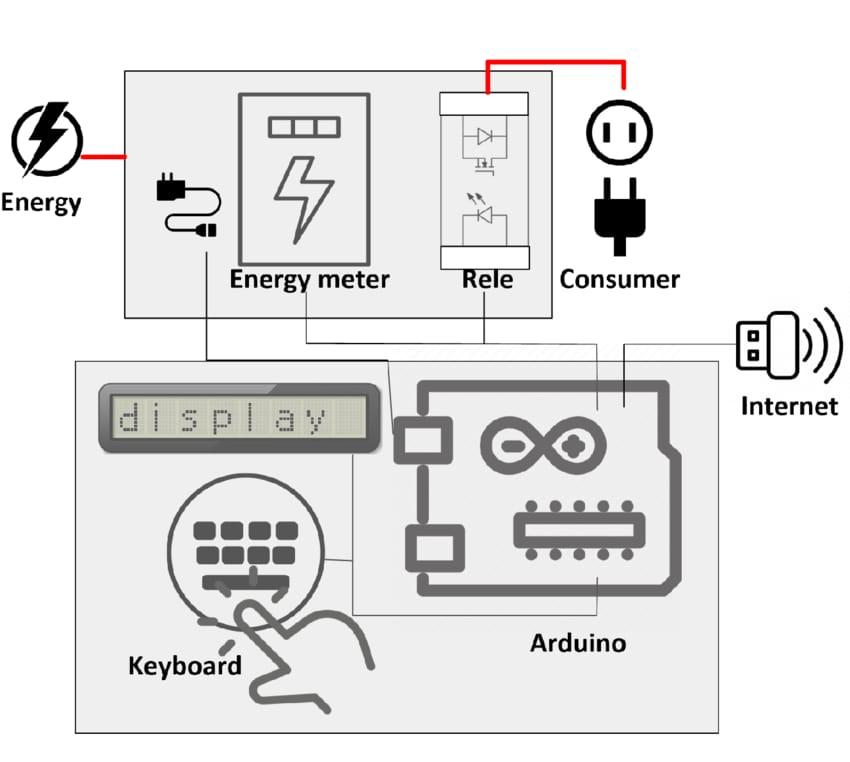 Energy
Energy meter
Rele
Consumer
Internet
display
Keyboard
Arduino